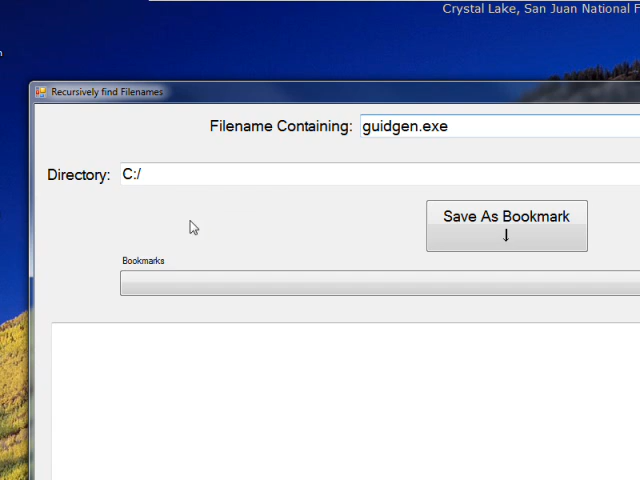 Crystal Lake, San Juan National F
n
Recursively find Filenames
Filename Containing: guidgen.exe
Directory: C:/
Save As Bookmark
↓
Bookmarks